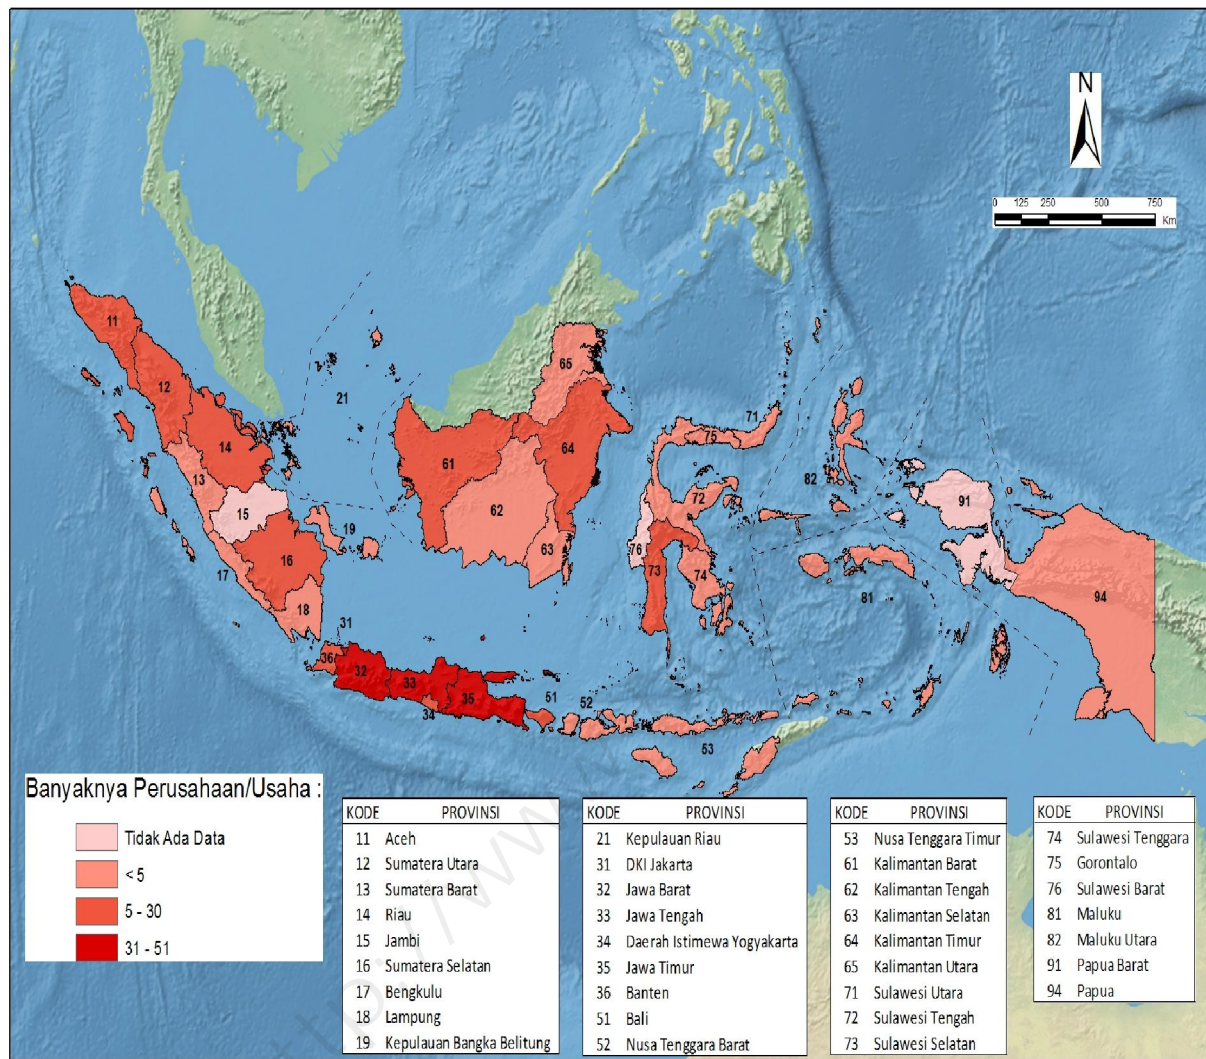 N
0 125 250 500 750
Km
11
12
13
14
15
16
17
18
19
21
31
32
33
34
35
36
51
52
53
61
62
63
64
65
71
72
73
74
75
76
81
82
91
94
Banyaknya Perusahaan/Usaha :
Tidak Ada Data
< 5
5 - 30
31 - 51
KODE PROVINSI
11 Aceh
12 Sumatera Utara
13 Sumatera Barat
14 Riau
15 Jambi
16 Sumatera Selatan
17 Bengkulu
18 Lampung
19 Kepulauan Bangka Belitung
KODE PROVINSI
21 Kepulauan Riau
31 DKI Jakarta
32 Jawa Barat
33 Jawa Tengah
34 Daerah Istimewa Yogyakarta
35 Jawa Timur
36 Banten
51 Bali
52 Nusa Tenggara Barat
KODE PROVINSI
53 Nusa Tenggara Timur
61 Kalimantan Barat
62 Kalimantan Tengah
63 Kalimantan Selatan
64 Kalimantan Timur
65 Kalimantan Utara
71 Sulawesi Utara
72 Sulawesi Tengah
73 Sulawesi Selatan
KODE PROVINSI
74 Sulawesi Tenggara
75 Gorontalo
76 Sulawesi Barat
81 Maluku
82 Maluku Utara
91 Papua Barat
94 Papua